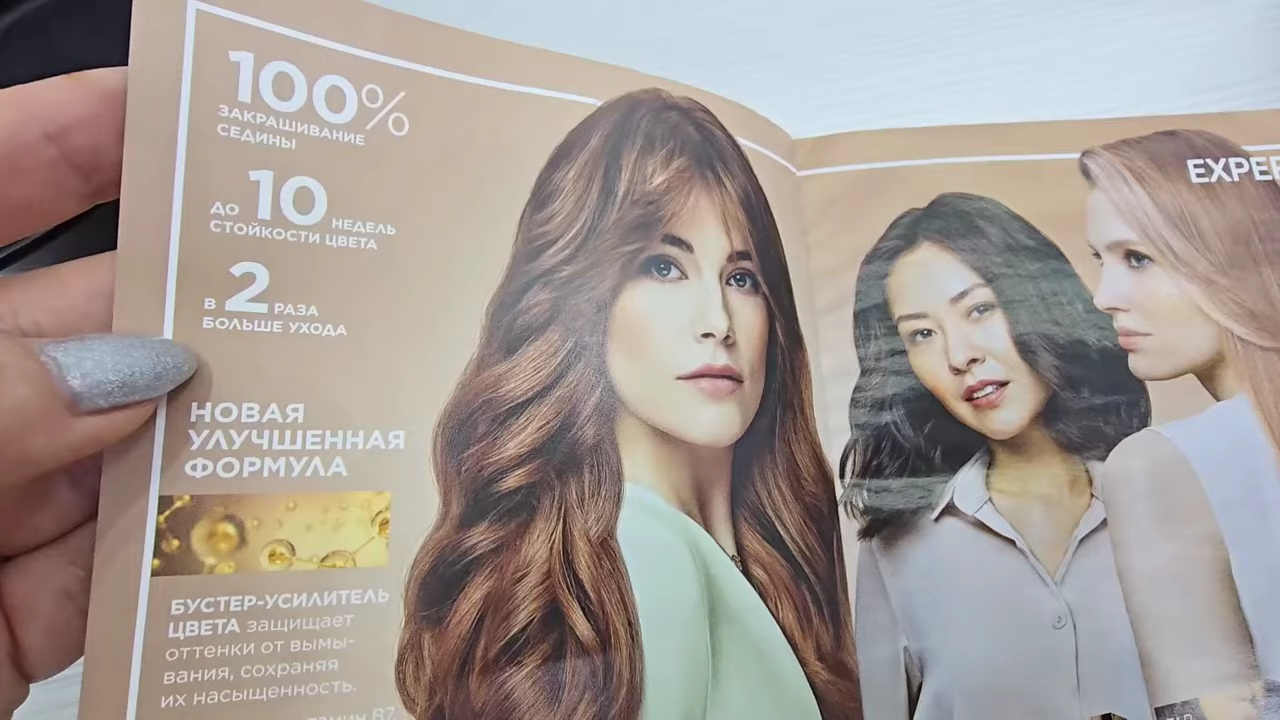 100%
ЗАКРАШИВАНИЕ
СЕДИНЫ
ДО 10 НЕДЕЛЬ
СТОЙКОСТИ ЦВЕТА
В 2 РАЗА
БОЛЬШЕ УХОДА
НОВАЯ
УЛУЧШЕННАЯ
ФОРМУЛА
БУСТЕР-УСИЛИТЕЛЬ
ЦВЕТА защищает
оттенки от вымы-
вания, сохраняя
их насыщенность.
B7